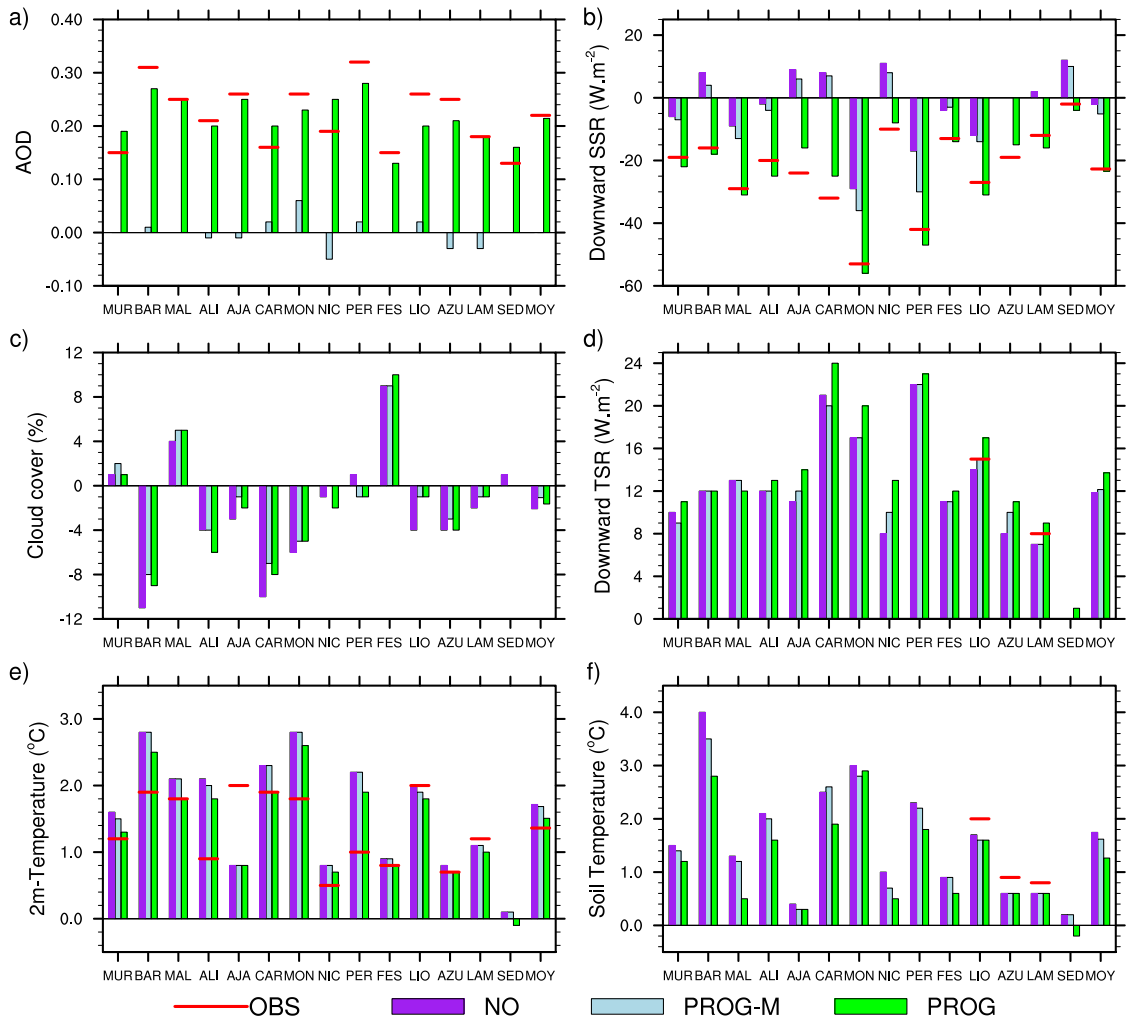 a)
AOD
0.40
0.30
0.20
0.10
0.00
-0.10
MUR BAR MAL ALI AJA CAR MON NIC PER FES LIO AZU LAM SED MOY
b)
Downward SSR (W.m-2)
20
0
-20
-40
-60
MUR BAR MAL ALI AJA CAR MON NIC PER FES LIO AZU LAM SED MOY
c)
Cloud cover (%)
12
8
4
0
-4
-8
-12
MUR BAR MAL ALI AJA CAR MON NIC PER FES LIO AZU LAM SED MOY
d)
Downward TSR (W.m-2)
24
20
16
12
8
4
0
MUR BAR MAL ALI AJA CAR MON NIC PER FES LIO AZU LAM SED MOY
e)
2m-Temperature (°C)
3.0
2.0
1.0
0.0
MUR BAR MAL ALI AJA CAR MON NIC PER FES LIO AZU LAM SED MOY
f)
Soil Temperature (°C)
4.0
3.0
2.0
1.0
0.0
MUR BAR MAL ALI AJA CAR MON NIC PER FES LIO AZU LAM SED MOY
OBS NO PROG-M PROG